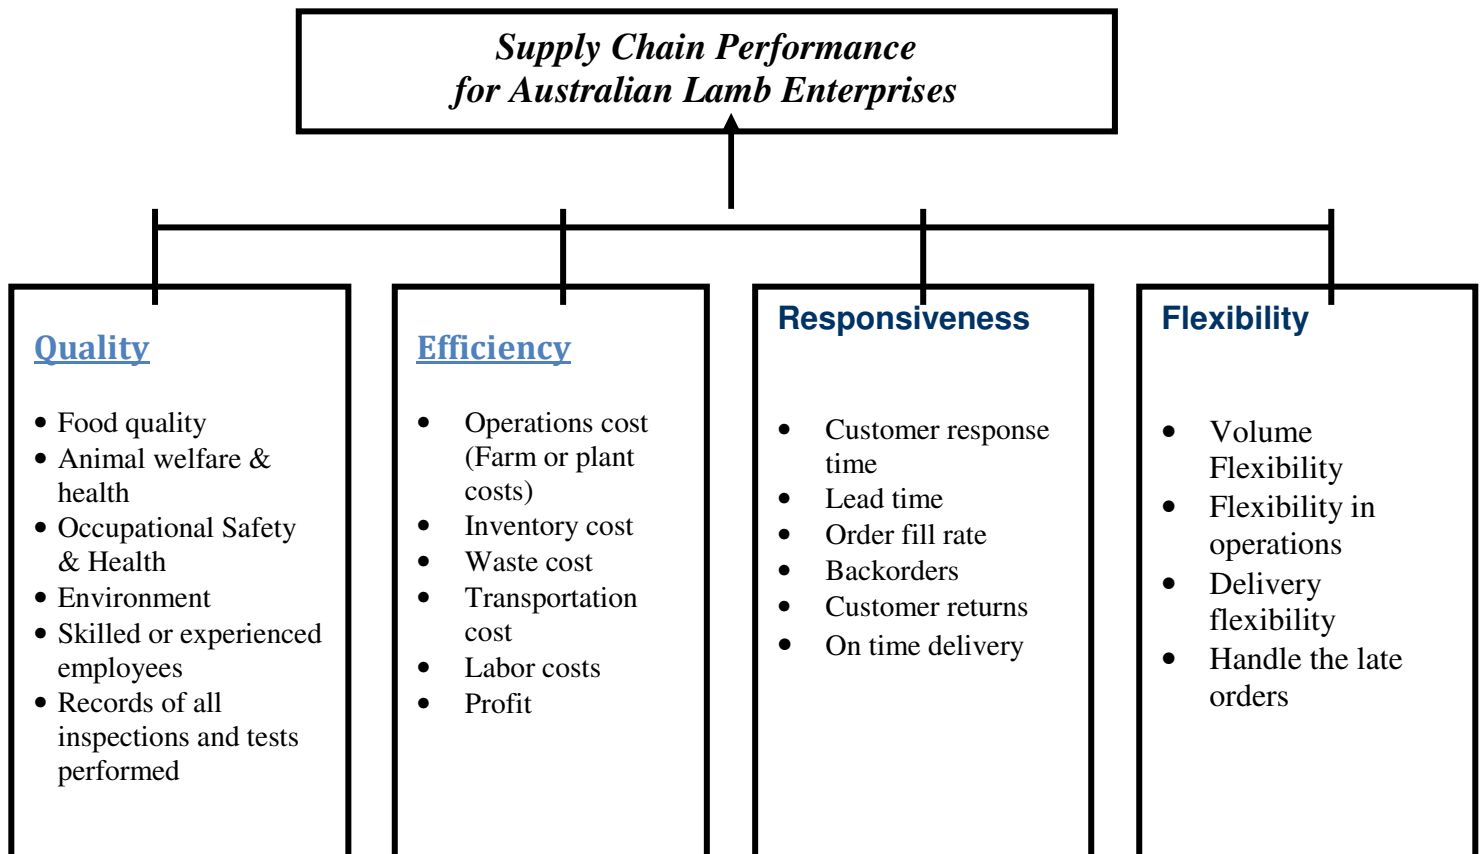 Supply Chain Performance
for Australian Lamb Enterprises
Quality
• Food quality
• Animal welfare &
health
• Occupational Safety
& Health
• Environment
• Skilled or experienced
employees
• Records of all
inspections and tests
performed
Efficiency
• Operations cost
(Farm or plant
costs)
• Inventory cost
• Waste cost
• Transportation
cost
• Labor costs
• Profit
Responsiveness
• Customer response
time
• Lead time
• Order fill rate
• Backorders
• Customer returns
• On time delivery
Flexibility
• Volume
Flexibility
• Flexibility in
operations
• Delivery
flexibility
• Handle the late
orders